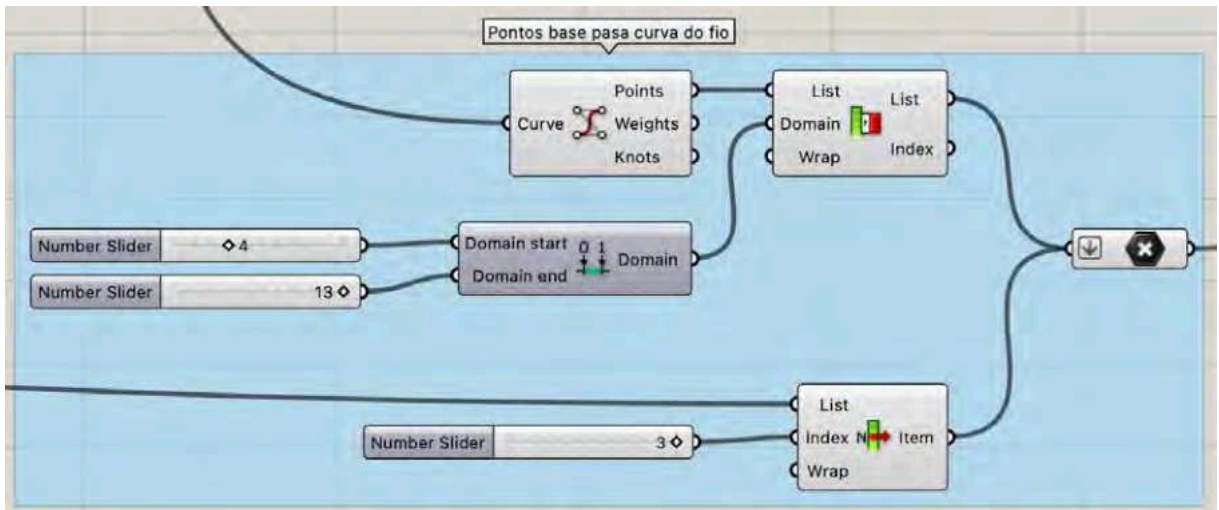 Pontos base pasa curva do fio
Points
Curve
Weights
Knots
List
List
Domain
Index
Wrap
Number Slider
4
Domain start
0 1
Domain
Number Slider
13
Domain end
List
Number Slider
3
Index
N
Item
Wrap